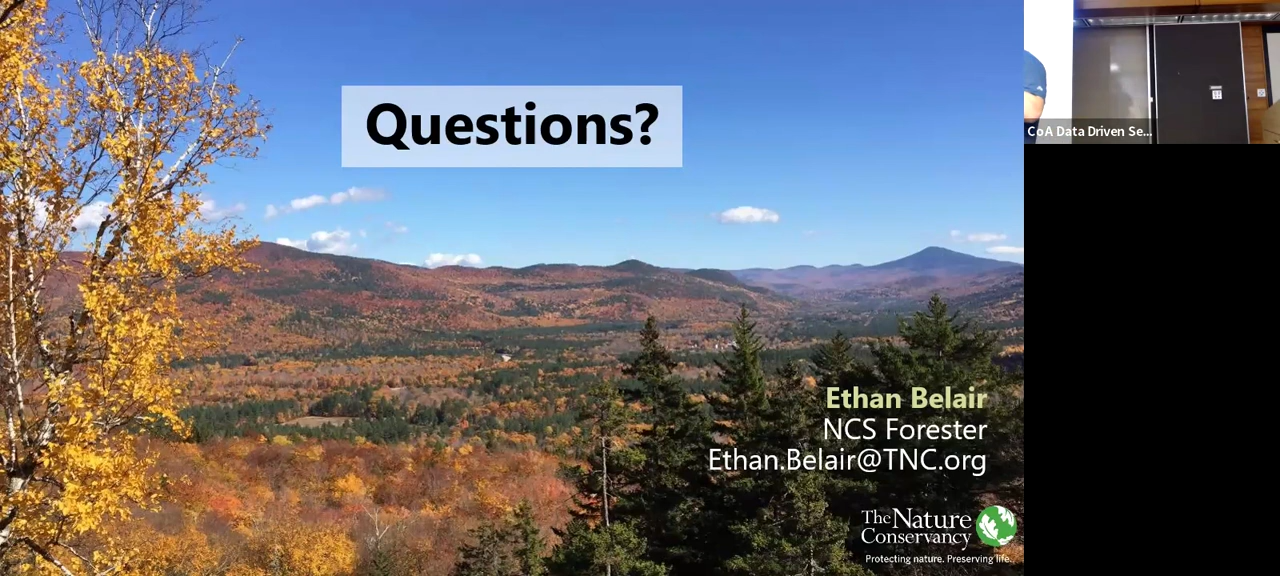 Questions?
CoA Data Driven Se...
Ethan Belair
NCS Forester
Ethan.Belair@TNC.org
The Nature
Conservancy
Protecting nature. Preserving life.